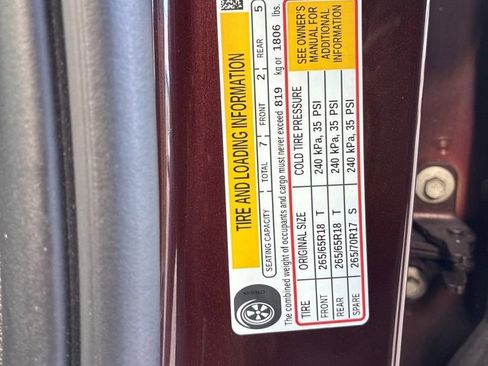 TIRE AND LOADING INFORMATION
SEATING CAPACITY TOTAL 7 FRONT 2 REAR 5
The combined weight of occupants and cargo must never exceed 819 kg or 1806 lbs.
TIRE ORIGINAL SIZE COLD TIRE PRESSURE
FRONT 265/65R18 T 240 kPa, 35 PSI
REAR 265/65R18 T 240 kPa, 35 PSI
SPARE 265/70R17 S 240 kPa, 35 PSI
SEE OWNER'S
MANUAL FOR
ADDITIONAL
INFORMATION